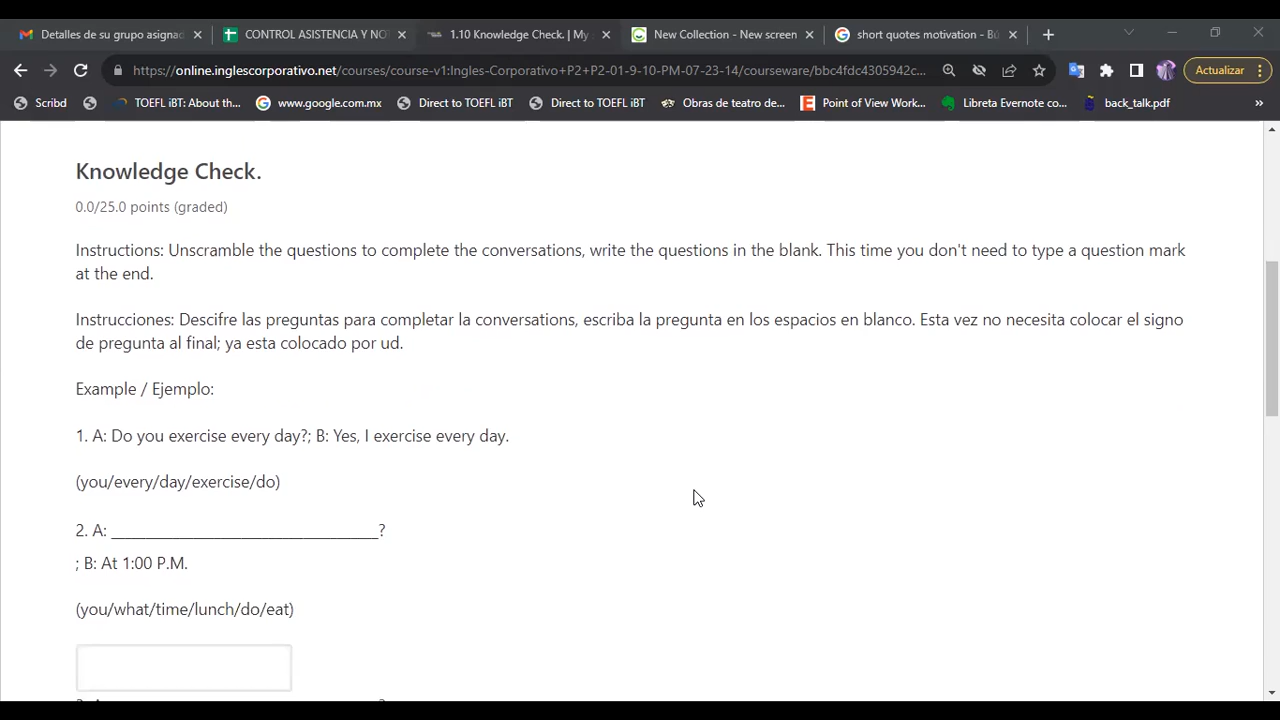 Detalles de su grupo asignac
CONTROL ASISTENCIA Y NO
1.10 Knowledge Check. | My
New Collection - New screen
short quotes motivation - Bú
https://online.inglescorporativo.net/courses/course-v1:Ingles-Corporativo+P2+P2-01-9-10-PM-07-23-14/courseware/bbc4fdc4305942c...
Actualizar
Scribd
TOEFL iBT: About th...
www.google.com.mx
Direct to TOEFL iBT
Direct to TOEFL iBT
Obras de teatro de...
Point of View Work...
Libreta Evernote co...
back_talk.pdf
»
Knowledge Check.
0.0/25.0 points (graded)
Instructions: Unscramble the questions to complete the conversations, write the questions in the blank. This time you don't need to type a question mark
at the end.
Instrucciones: Descifre las preguntas para completar la conversations, escriba la pregunta en los espacios en blanco. Esta vez no necesita colocar el signo
de pregunta al final; ya esta colocado por ud.
Example / Ejemplo:
1. A: Do you exercise every day?; B: Yes, I exercise every day.
(you/every/day/exercise/do)
2. A: ______________________________?
; B: At 1:00 P.M.
(you/what/time/lunch/do/eat)